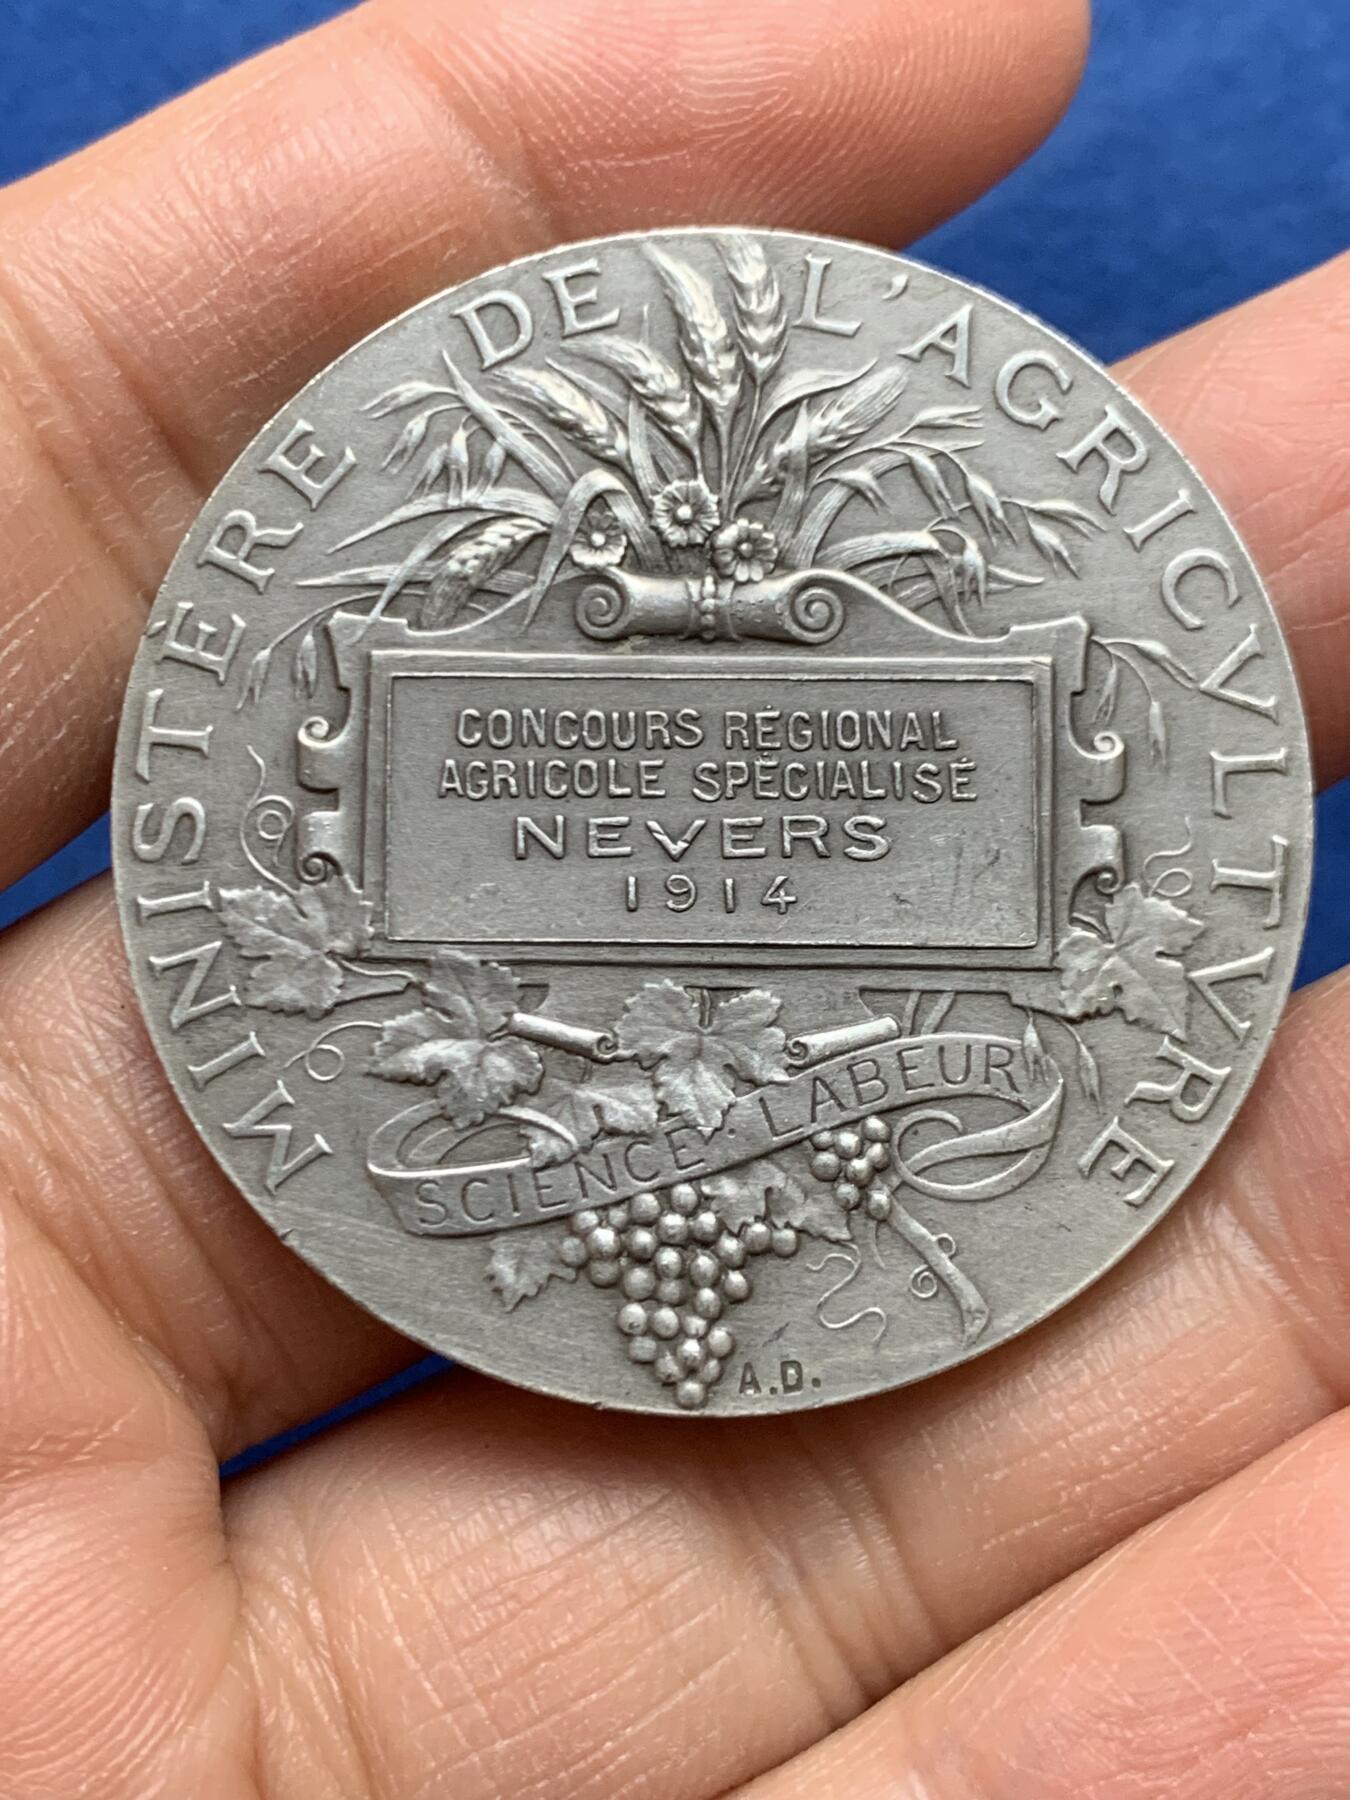 MINISTÈRE DE L'AGRICVLTVRE
CONCOURS RÉGIONAL
AGRICOLE SPÉCIALISÉ
NEVERS
1914
SCIENCE · LABEUR
A.D.